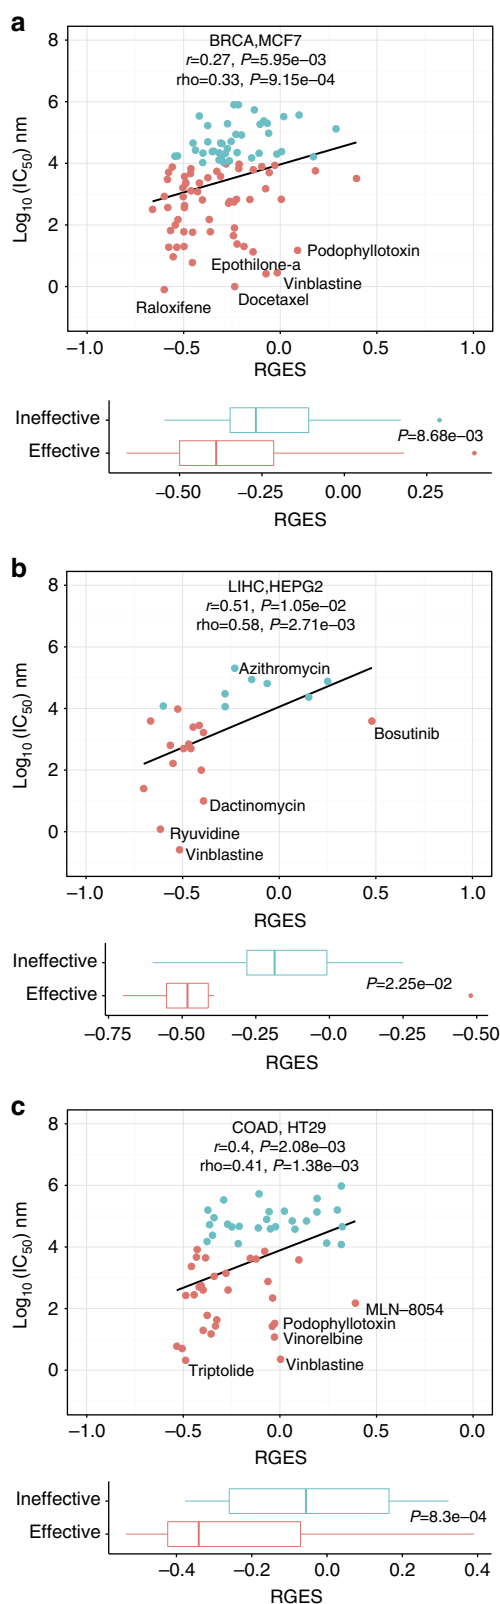 a
BRCA,MCF7
r=0.27, P=5.95e–03
rho=0.33, P=9.15e–04
Log10 (IC50) nm
8
6
4
2
0
Podophyllotoxin
Epothilone-a
Vinblastine
Docetaxel
Raloxifene
–1.0 –0.5 0.0 0.5 1.0
RGES
Ineffective
Effective
P=8.68e–03
–0.50 –0.25 0.00 0.25
RGES
b
LIHC,HEPG2
r=0.51, P=1.05e–02
rho=0.58, P=2.71e–03
Log10 (IC50) nm
8
6
4
2
0
Azithromycin
Bosutinib
Dactinomycin
Ryuvidine
Vinblastine
–1.0 –0.5 0.0 0.5 1.0
RGES
Ineffective
Effective
P=2.25e–02
–0.75 –0.50 –0.25 –0.0 –0.25 –0.50
RGES
c
COAD, HT29
r=0.4, P=2.08e–03
rho=0.41, P=1.38e–03
Log10 (IC50) nm
8
6
4
2
0
MLN–8054
Podophyllotoxin
Vinorelbine
Vinblastine
Triptolide
–1.0 –0.5 0.0 0.5 0.0
RGES
Ineffective
Effective
P=8.3e–04
–0.4 –0.2 0.0 0.2 0.4
RGES